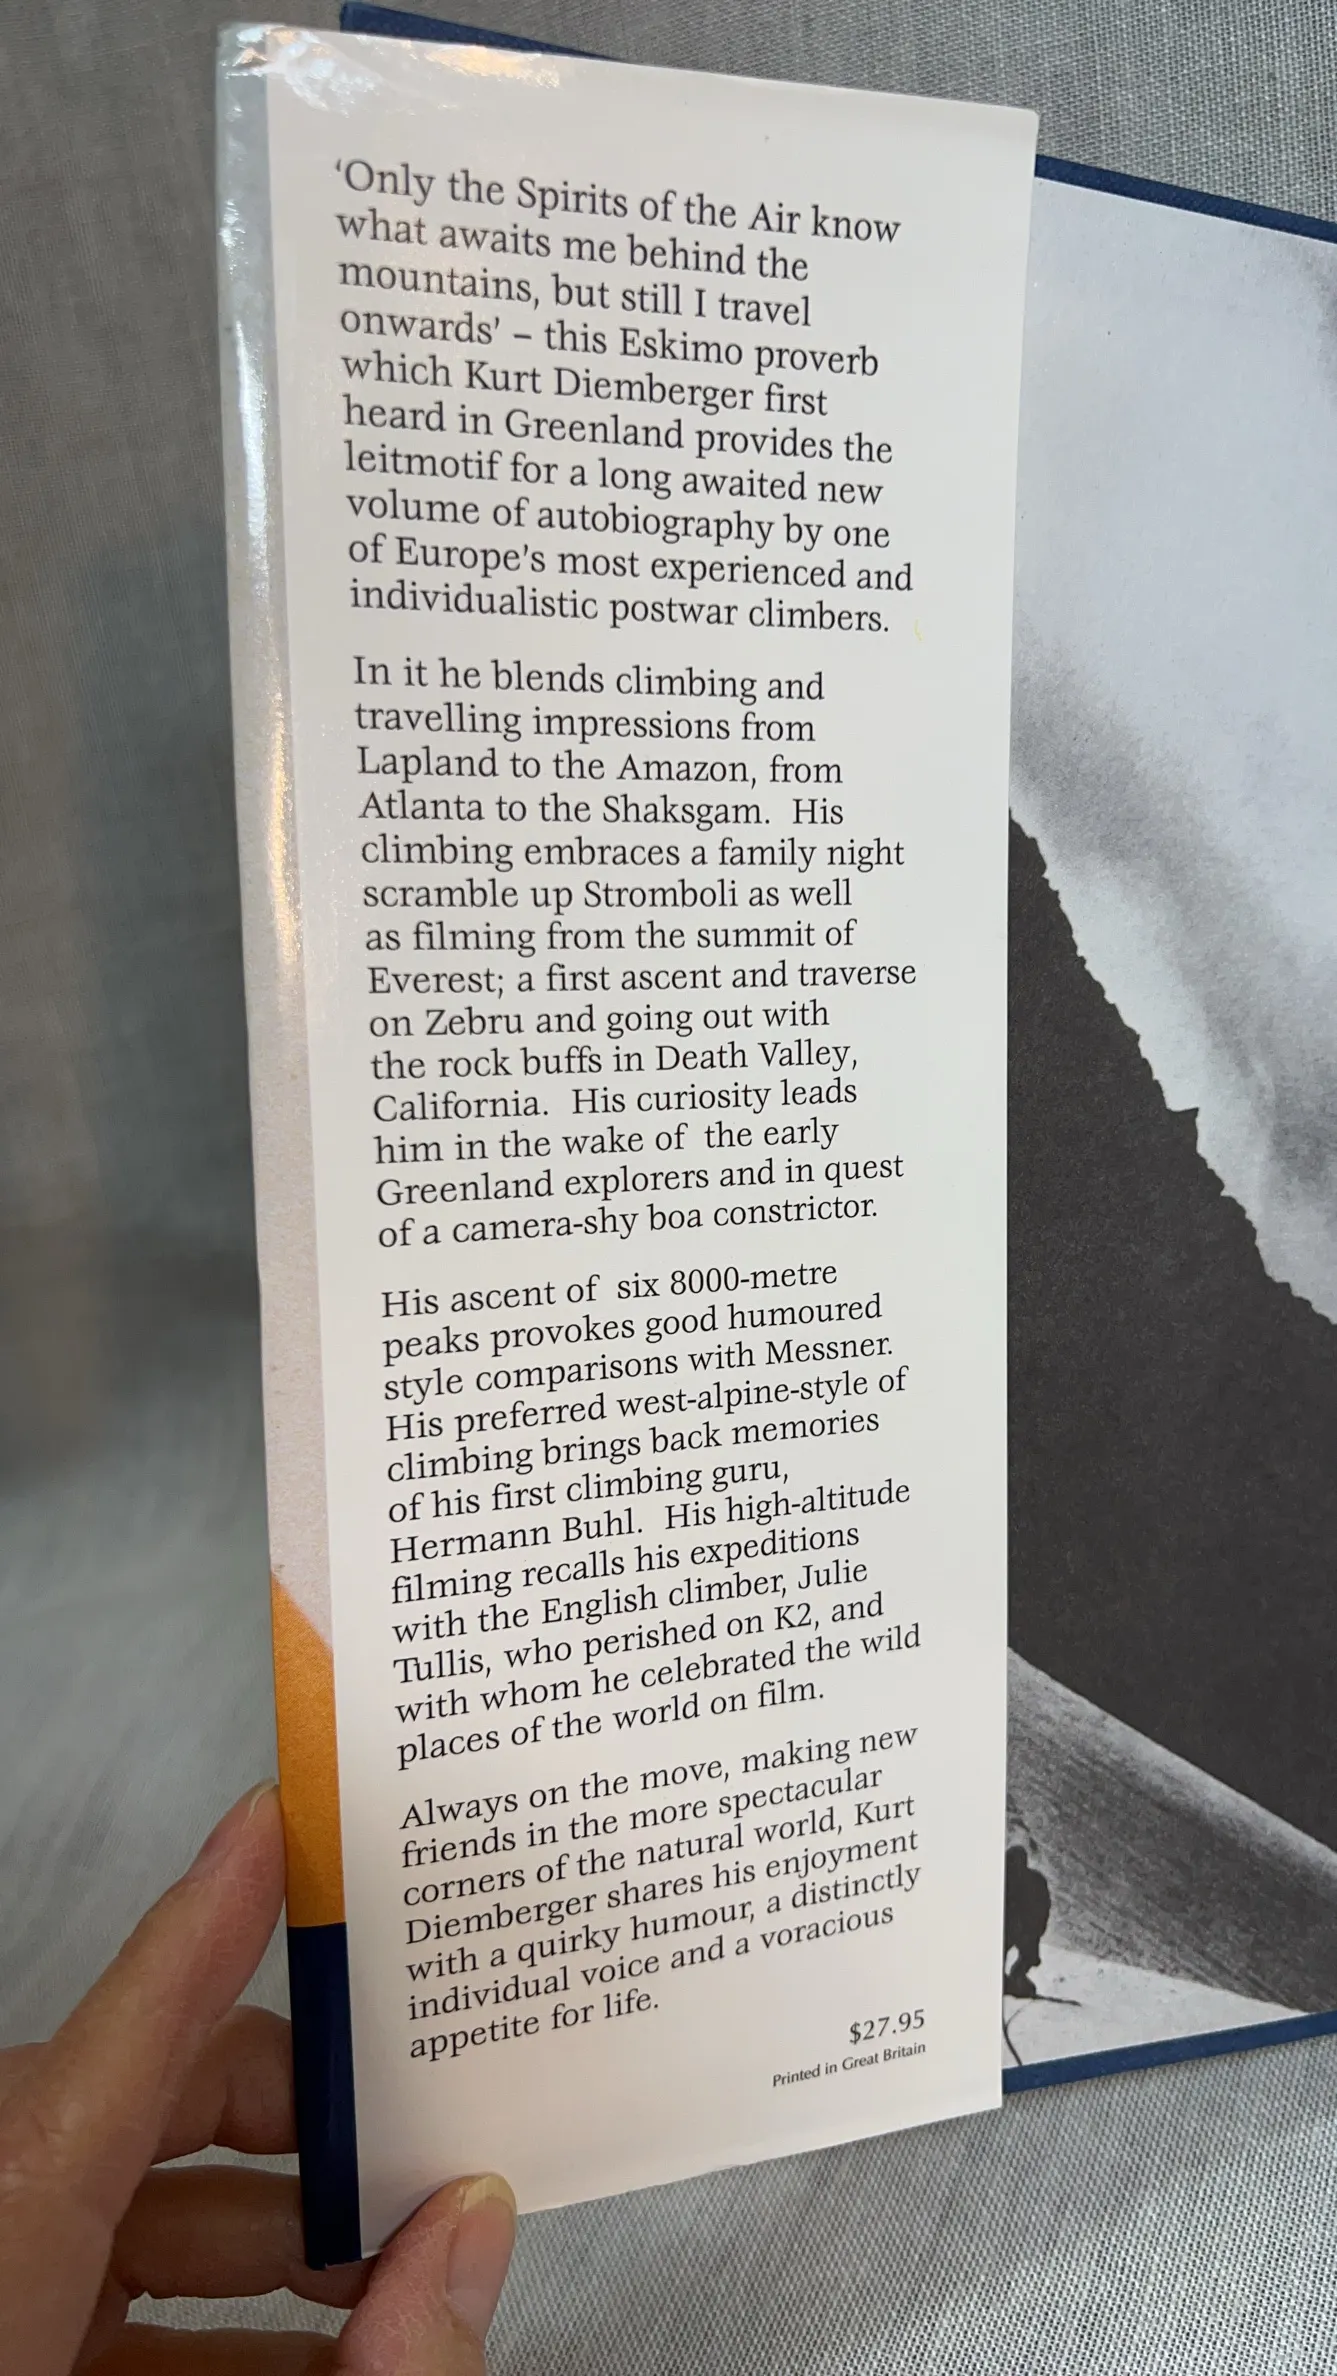 ‘Only the Spirits of the Air know
what awaits me behind the
mountains, but still I travel
onwards’ – this Eskimo proverb
which Kurt Diemberger first
heard in Greenland provides the
leitmotif for a long awaited new
volume of autobiography by one
of Europe's most experienced and
individualistic postwar climbers.
In it he blends climbing and
travelling impressions from
Lapland to the Amazon, from
Atlanta to the Shaksgam.  His
climbing embraces a family night
scramble up Stromboli as well
as filming from the summit of
Everest; a first ascent and traverse
on Zebru and going out with
the rock buffs in Death Valley,
California.  His curiosity leads
him in the wake of  the early
Greenland explorers and in quest
of a camera-shy boa constrictor.
His ascent of  six 8000-metre
peaks provokes good humoured
style comparisons with Messner.
His preferred west-alpine-style of
climbing brings back memories
of his first climbing guru,
Hermann Buhl.  His high-altitude
filming recalls his expeditions
with the English climber, Julie
Tullis, who perished on K2, and
with whom he celebrated the wild
places of the world on film.
Always on the move, making new
friends in the more spectacular
corners of the natural world, Kurt
Diemberger shares his enjoyment
with a quirky humour, a distinctly
individual voice and a voracious
appetite for life.
$27.95
Printed in Great Britain